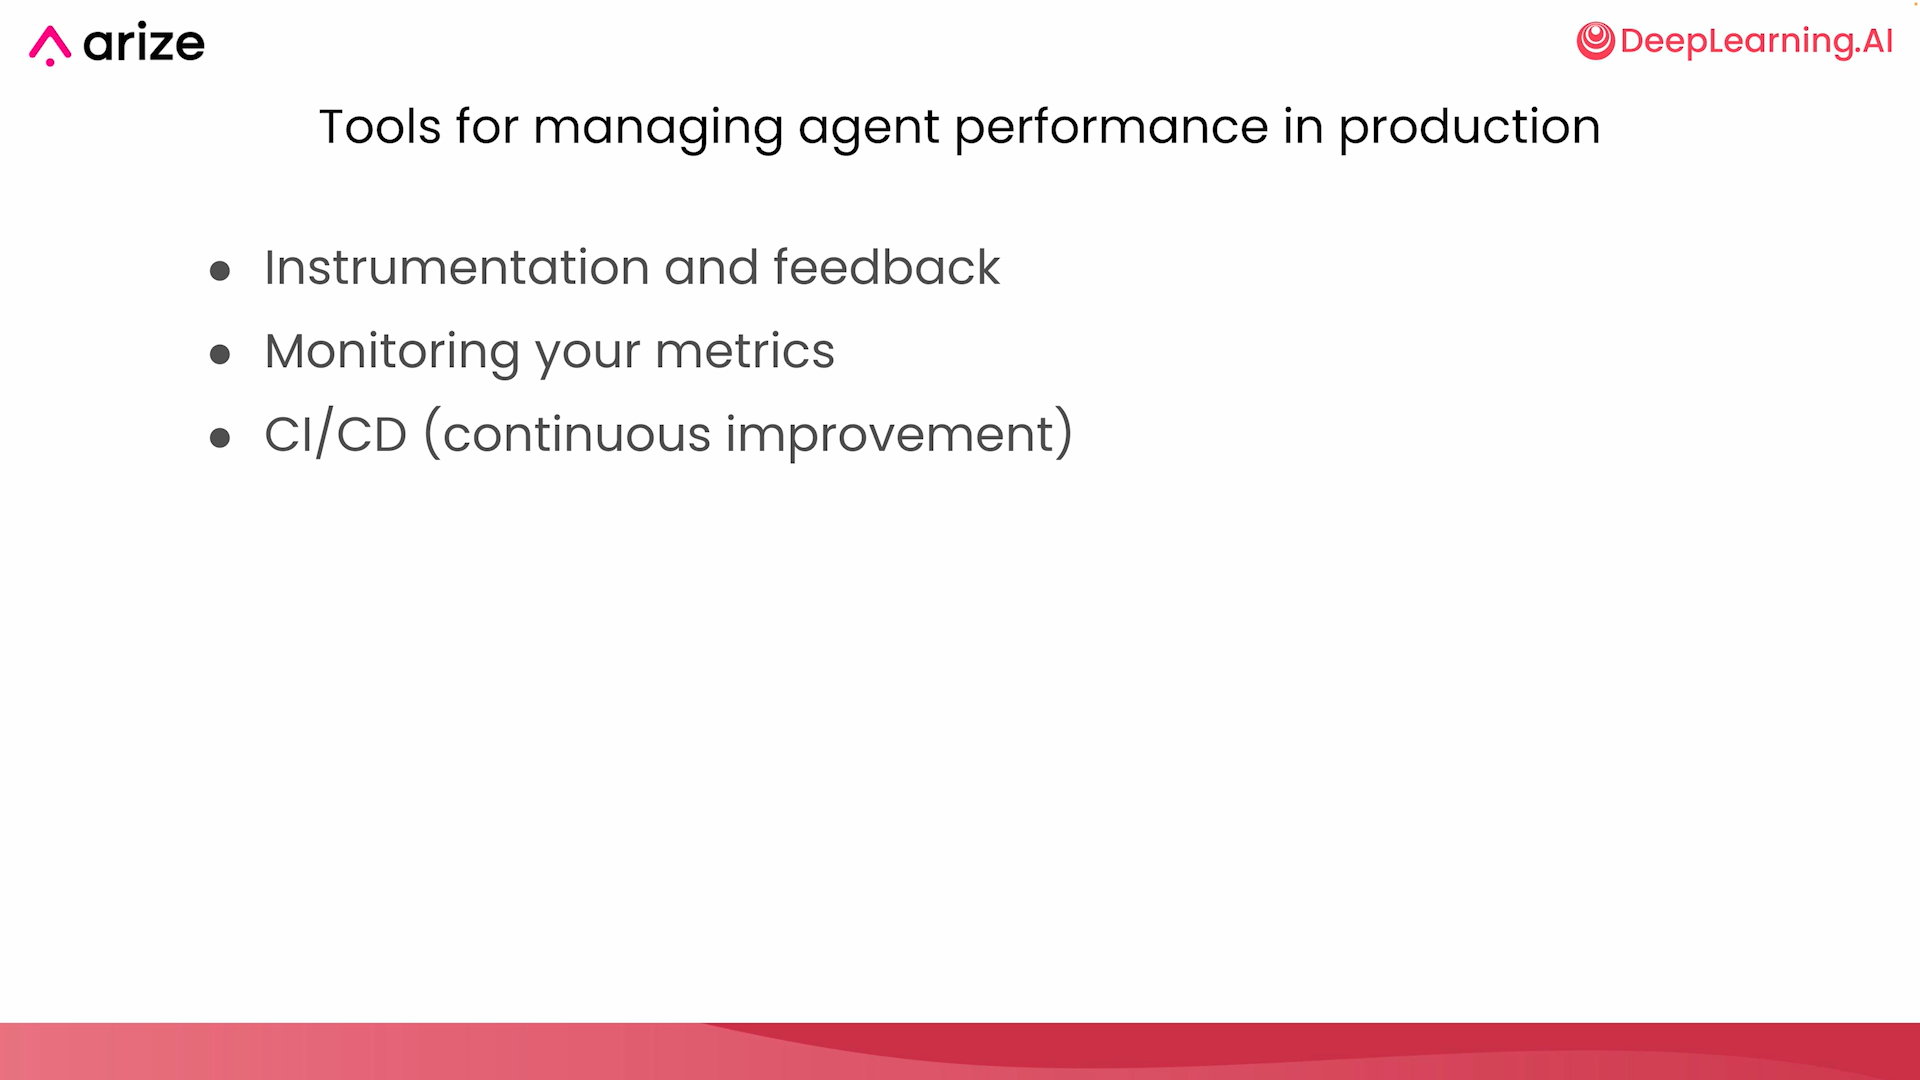 arize
DeepLearning.AI
Tools for managing agent performance in production
● Instrumentation and feedback
● Monitoring your metrics
● CI/CD (continuous improvement)